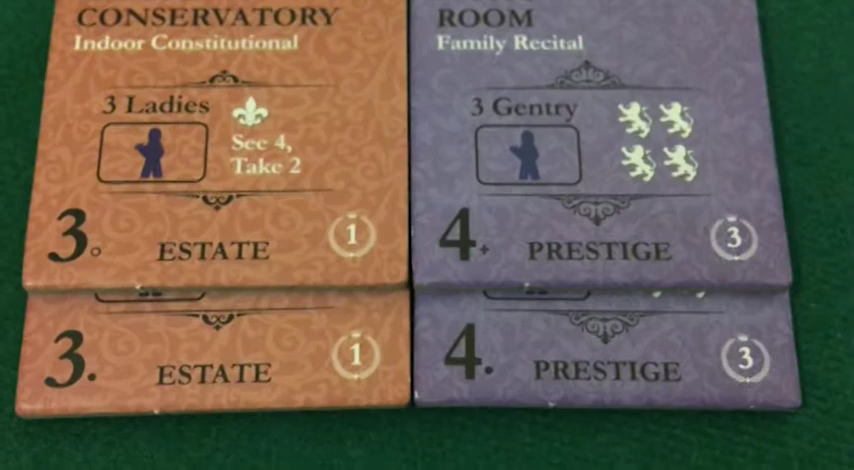 CONSERVATORY
Indoor Constitutional
3 Ladies
See 4,
Take 2
3
ESTATE
1
3.
ESTATE
1
ROOM
Family Recital
3 Gentry
4+
PRESTIGE
3
4.
PRESTIGE
3